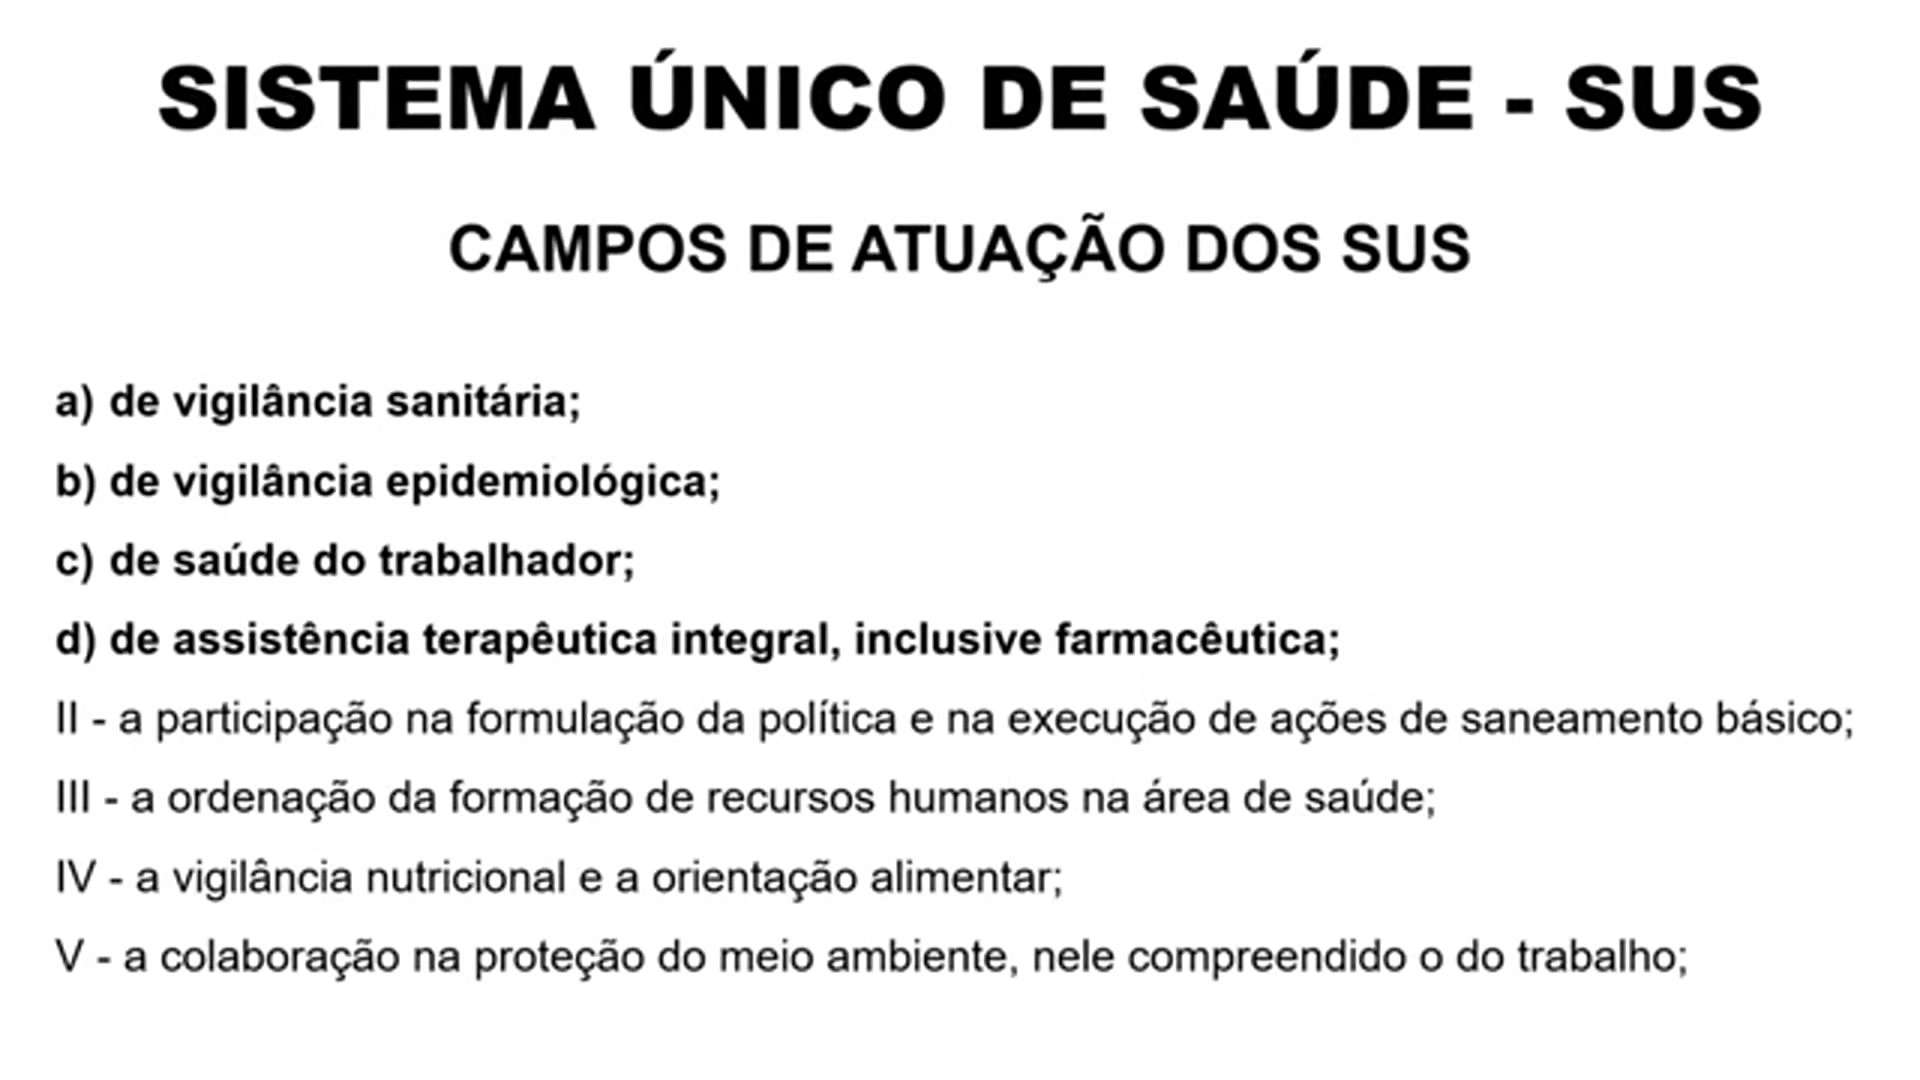 SISTEMA ÚNICO DE SAÚDE - SUS
CAMPOS DE ATUAÇÃO DOS SUS
a) de vigilância sanitária;
b) de vigilância epidemiológica;
c) de saúde do trabalhador;
d) de assistência terapêutica integral, inclusive farmacêutica;
II - a participação na formulação da política e na execução de ações de saneamento básico;
III - a ordenação da formação de recursos humanos na área de saúde;
IV - a vigilância nutricional e a orientação alimentar;
V - a colaboração na proteção do meio ambiente, nele compreendido o do trabalho;